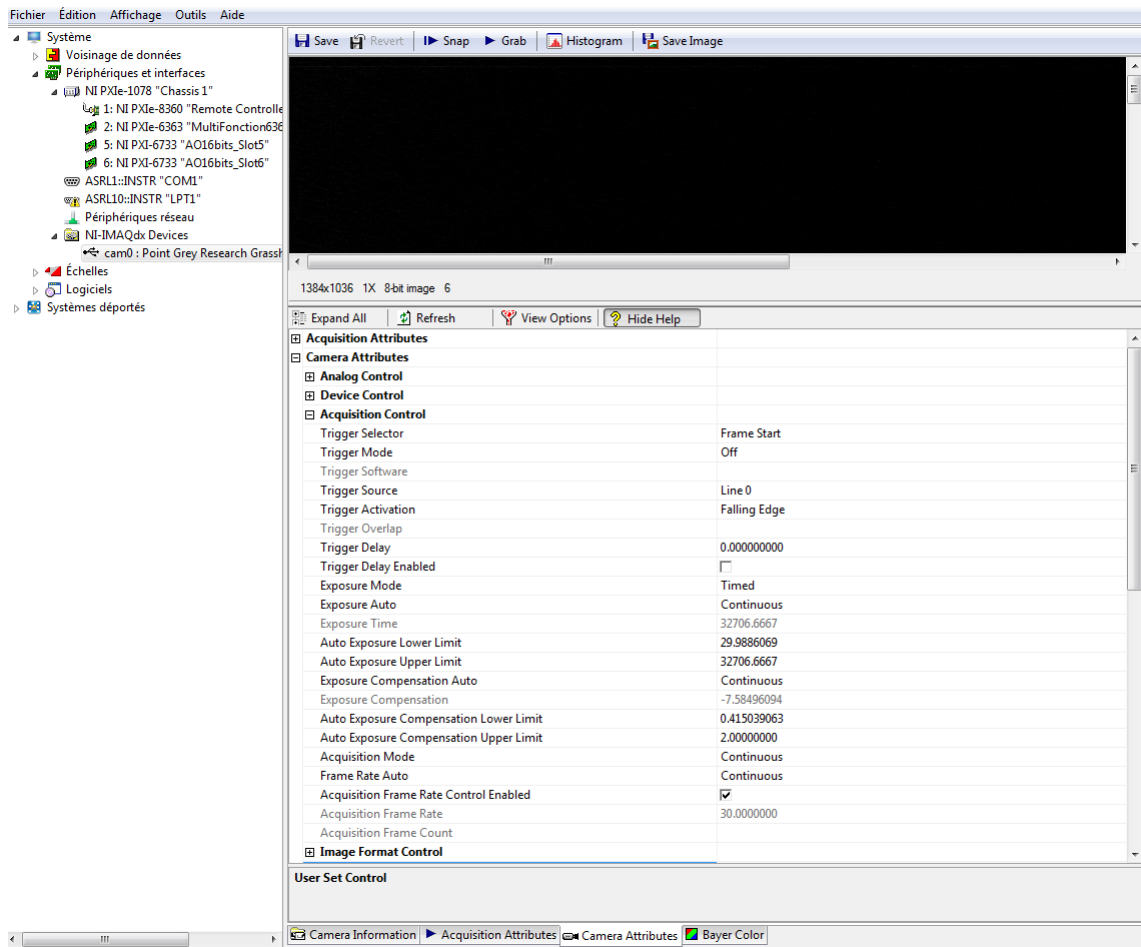 Fichier Édition Affichage Outils Aide
Système
Voisinage de données
Périphériques et interfaces
NI PXIe-1078 "Chassis 1"
1: NI PXIe-8360 "Remote Controlle
2: NI PXIe-6363 "MultiFonction636
5: NI PXI-6733 "AO16bits_Slot5"
6: NI PXI-6733 "AO16bits_Slot6"
ASRL1::INSTR "COM1"
ASRL10::INSTR "LPT1"
Périphériques réseau
NI-IMAQdx Devices
cam0 : Point Grey Research Grassh
Échelles
Logiciels
Systèmes déportés
Save Revert Snap Grab Histogram Save Image
1384x1036 1X 8-bit image 6
Expand All Refresh View Options Hide Help
Acquisition Attributes
Camera Attributes
Analog Control
Device Control
Acquisition Control
Trigger Selector Frame Start
Trigger Mode Off
Trigger Software
Trigger Source Line 0
Trigger Activation Falling Edge
Trigger Overlap
Trigger Delay 0.000000000
Trigger Delay Enabled
Exposure Mode Timed
Exposure Auto Continuous
Exposure Time 32706.6667
Auto Exposure Lower Limit 29.9886069
Auto Exposure Upper Limit 32706.6667
Exposure Compensation Auto Continuous
Exposure Compensation -7.58496094
Auto Exposure Compensation Lower Limit 0.415039063
Auto Exposure Compensation Upper Limit 2.00000000
Acquisition Mode Continuous
Frame Rate Auto Continuous
Acquisition Frame Rate Control Enabled
Acquisition Frame Rate 30.0000000
Acquisition Frame Count
Image Format Control
User Set Control
Camera Information Acquisition Attributes Camera Attributes Bayer Color